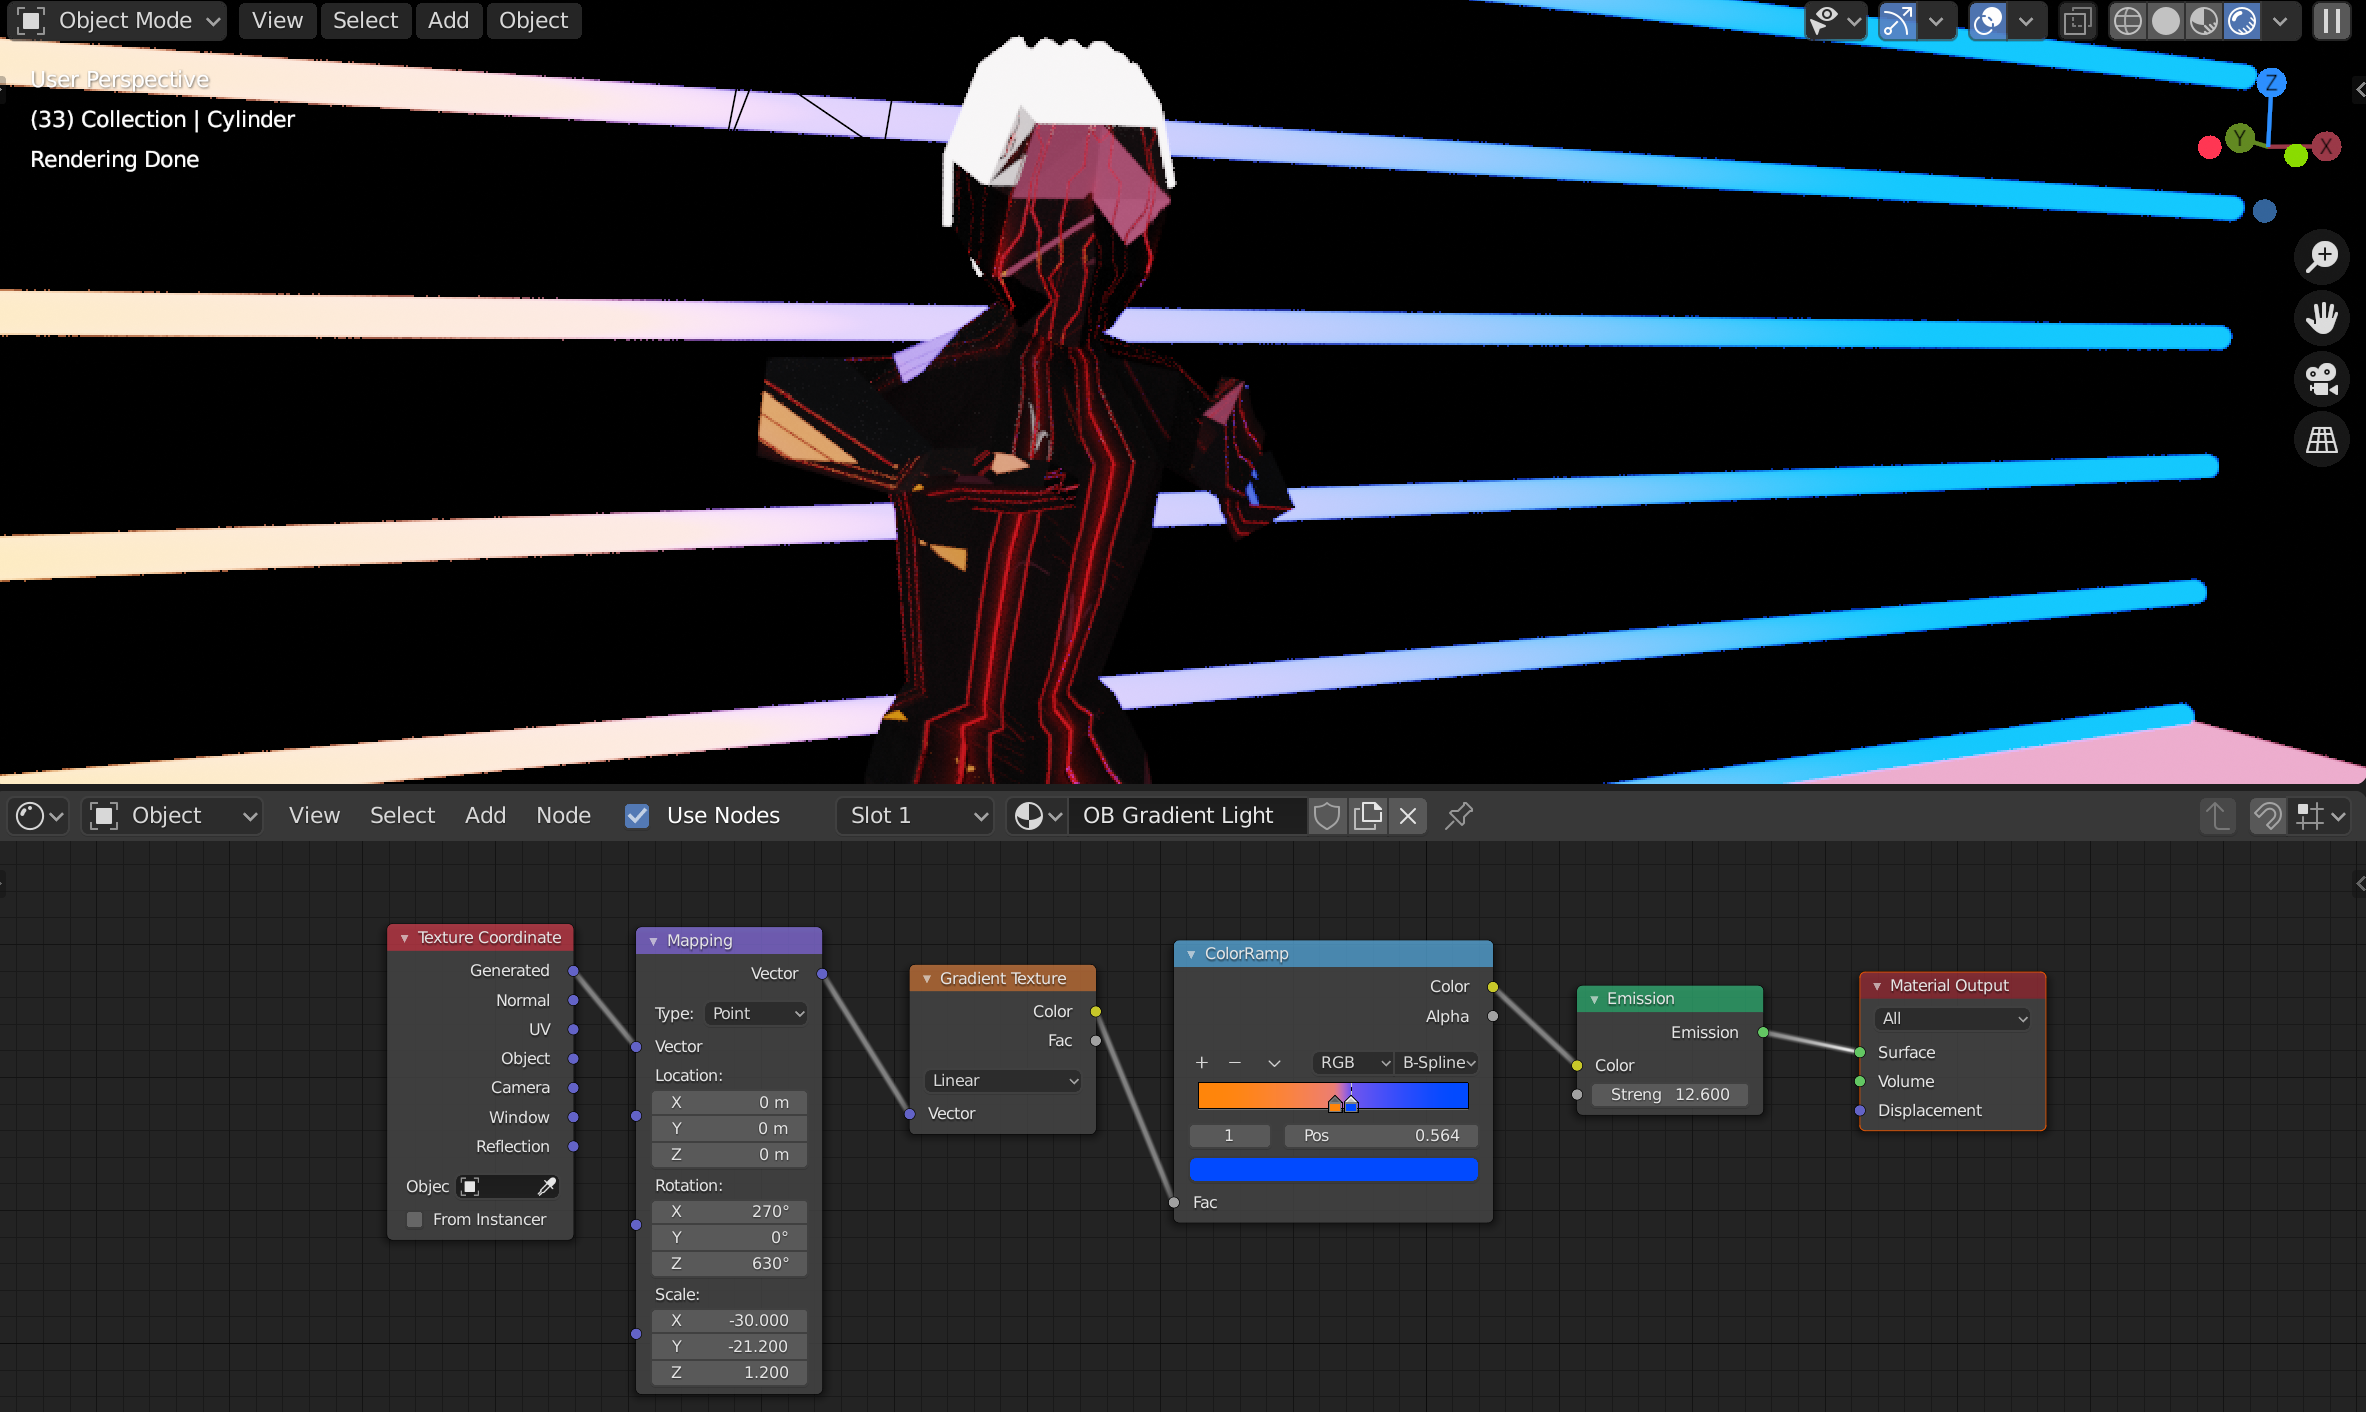 Object Mode View Select Add Object
User Perspective
(33) Collection | Cylinder
Rendering Done
Z
Y
X
Object View Select Add Node Use Nodes Slot 1 OB Gradient Light
Texture Coordinate
Generated
Normal
UV
Object
Camera
Window
Reflection
Objec
From Instancer
Mapping
Vector
Type: Point
Vector
Location:
X 0 m
Y 0 m
Z 0 m
Rotation:
X 270°
Y 0°
Z 630°
Scale:
X -30.000
Y -21.200
Z 1.200
Gradient Texture
Color
Fac
Linear
Vector
ColorRamp
Color
Alpha
RGB B-Spline
1 Pos 0.564
Fac
Emission
Emission
Color
Streng 12.600
Material Output
All
Surface
Volume
Displacement